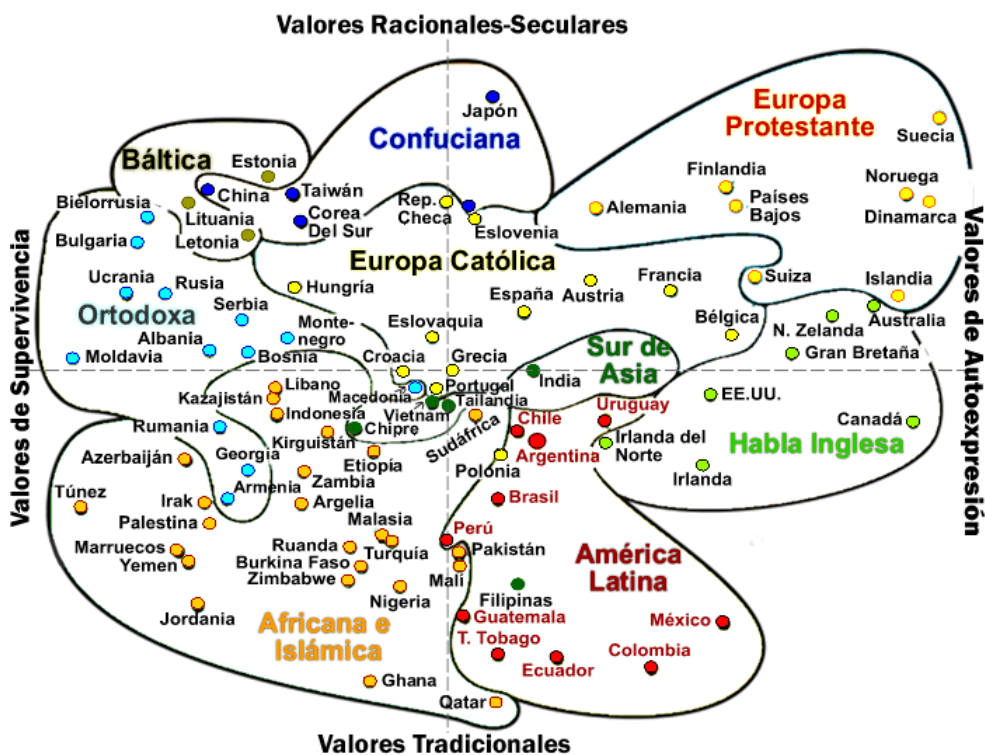 Valores Racionales-Seculares
Japón
Europa
Protestante
Suecia
Confuciana
Báltica
Estonia
China
Taiwán
Finlandia
Noruega
Biélorrusia
Lituania
Corea
Del Sur
Rep.
Checa
Eslovenia
Alemania
Países
Bajos
Dinamarca
Bulgaria
Letonia
Europa Católica
Ucrania
Rusia
Hungría
Austria
Francia
Suiza
Islandia
Ortodoxa
Serbia
España
Bélgica
N. Zelanda
Australia
Albania
Monte-
negro
Eslovaquia
Sur de
Asia
Gran Bretaña
Moldavia
Bosnia
Croacia
Grecia
India
Líbano
Kazajistán
Macedonia
Portugal
EE.UU.
Indonesia
Vietnam
Tailandia
Uruguay
Canadá
Rumania
Kirguistán
Chipre
Sudáfrica
Chile
Argentina
Irlanda del
Norte
Habla Inglesa
Azerbaiján
Georgia
Etiopía
Polonia
Irlanda
Zambia
Túnez
Irak
Armenia
Argelia
Brasil
Palestina
Malasia
Perú
Marruecos
Yemen
Ruanda
Turquía
Pakistán
América
Latina
Burkina Faso
Zimbabwe
Mali
Nigeria
Filipinas
Jordania
Africana e
Islámica
Guatemala
T. Tobago
México
Ecuador
Colombia
Ghana
Qatar
Valores Tradicionales
Valores de Supervivencia
Valores de Autoexpresión